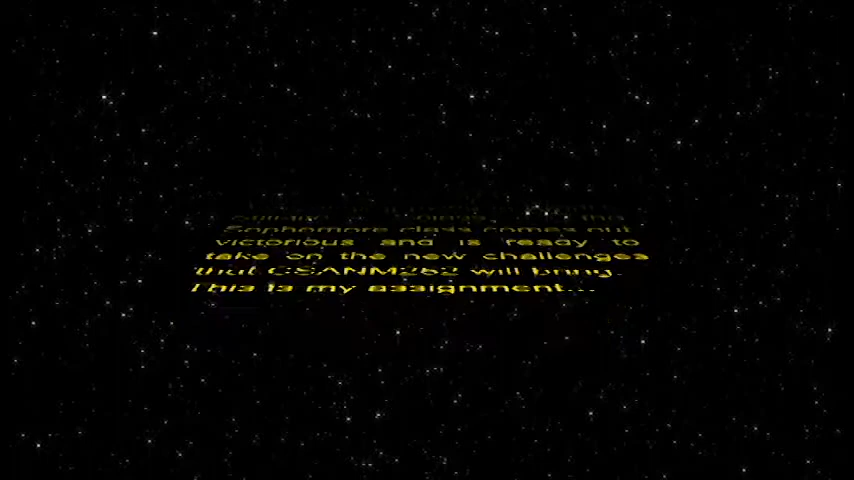 Sophomore class comes out
victorious and is ready to
take on the new challenges
that CSANM262 will bring.
This is my assignment...